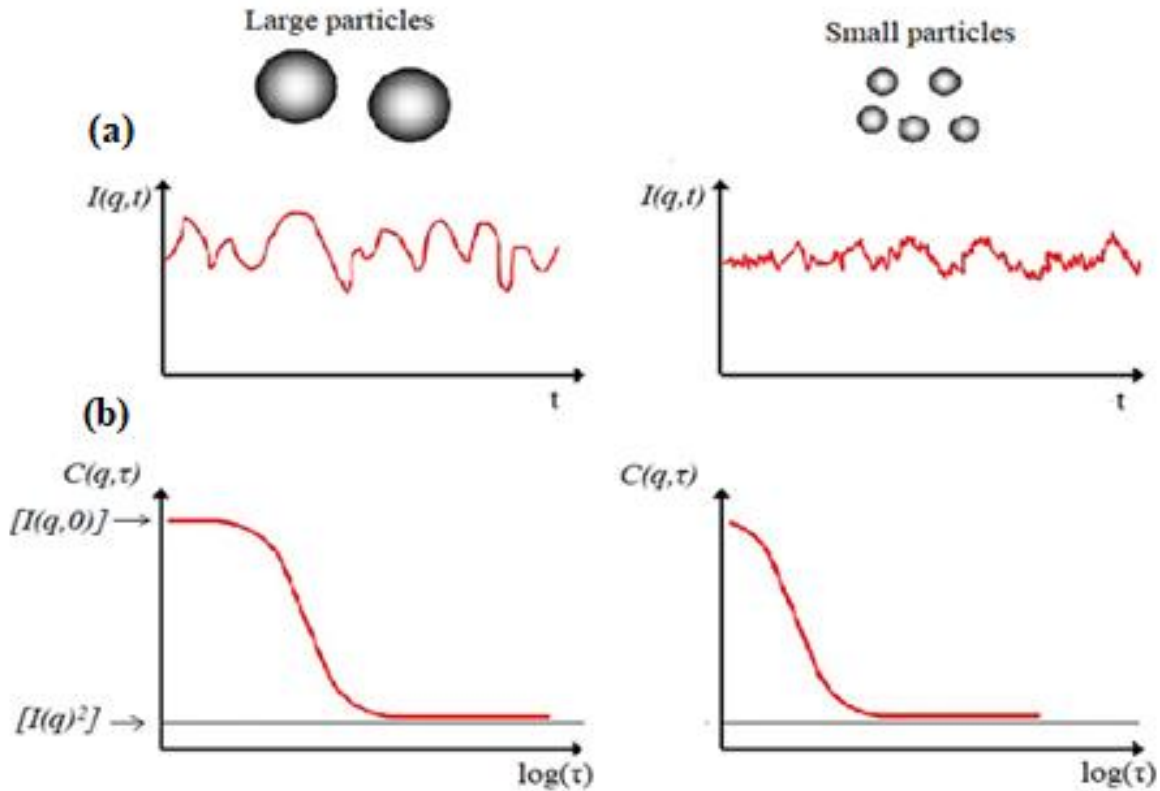 Large particles
Small particles
(a)
I(q,t)
I(q,t)
t
t
(b)
C(q,τ)
C(q,τ)
[I(q,0)]
[I(q)²]
log(τ)
log(τ)